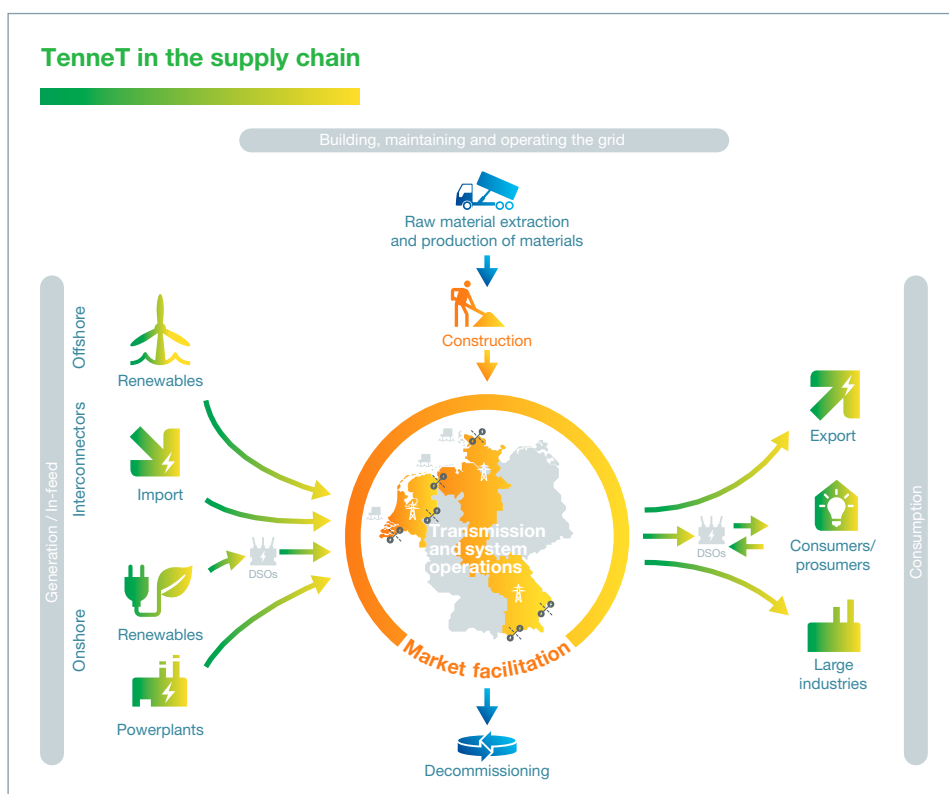 TenneT in the supply chain
Building, maintaining and operating the grid
Raw material extraction
and production of materials
Construction
Generation / In-feed
Offshore
Renewables
Interconnectors
Import
Onshore
DSOs
Renewables
Powerplants
Transmission
and system
operations
Market facilitation
Decommissioning
Export
DSOs
Consumers/
prosumers
Large
industries
Consumption